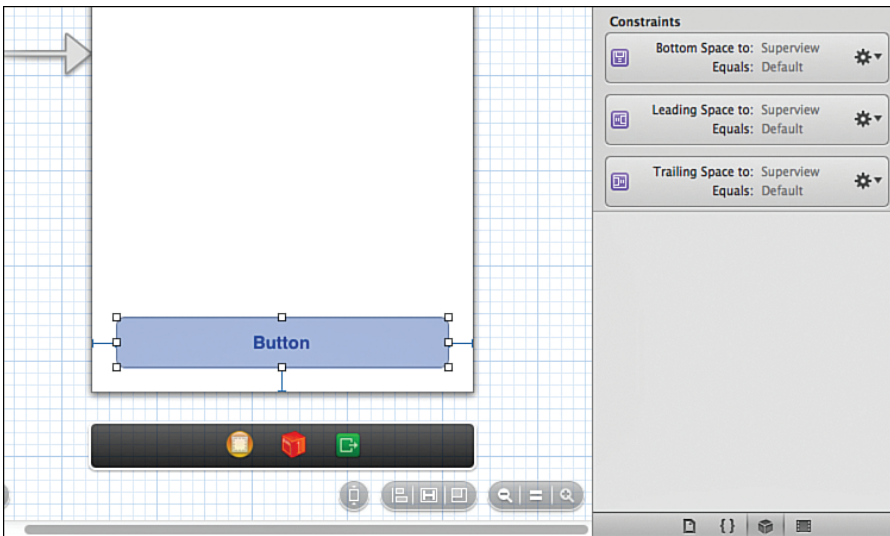 Constraints
Bottom Space to: Superview
Equals: Default
Leading Space to: Superview
Equals: Default
Trailing Space to: Superview
Equals: Default
Button